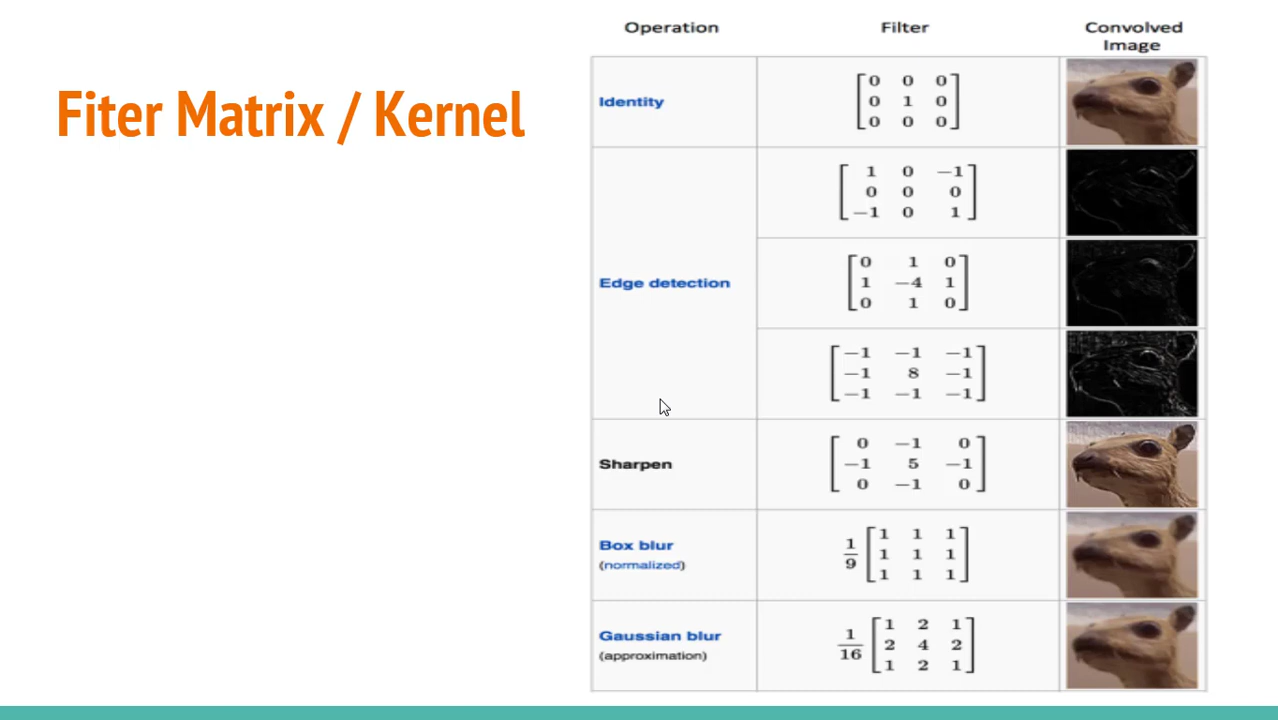 Fiter Matrix / Kernel
Operation Filter Convolved
Image
Identity
0 0 0
0 1 0
0 0 0
Edge detection
1 0 −1
0 0 0
−1 0 1
0 1 0
1 −4 1
0 1 0
−1 −1 −1
−1 8 −1
−1 −1 −1
Sharpen
0 −1 0
−1 5 −1
0 −1 0
Box blur
(normalized)
1/9
1 1 1
1 1 1
1 1 1
Gaussian blur
(approximation)
1/16
1 2 1
2 4 2
1 2 1